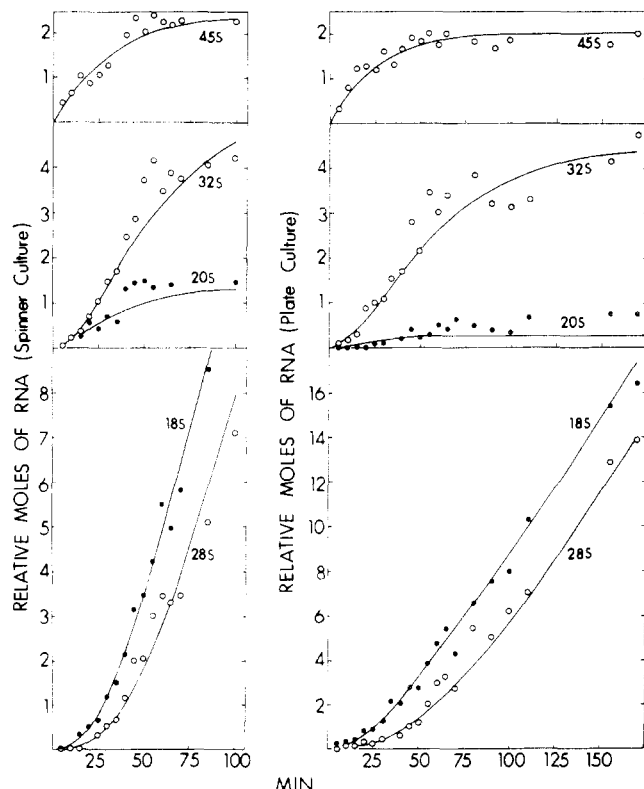 2
1
45S
4
3
2
1
32S
20S
8
7
6
5
4
3
2
1
18S
28S
25
50
75
100
RELATIVE MOLES OF RNA (Spinner Culture)
2
1
45S
4
3
2
1
32S
20S
16
14
12
10
8
6
4
2
18S
28S
25
50
75
100
125
150
RELATIVE MOLES OF RNA (Plate Culture)
MIN